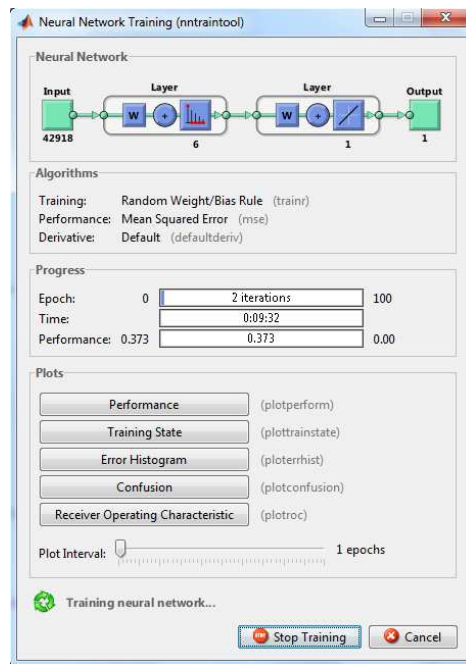 Neural Network Training (nntraintool)
Neural Network
Input Layer Layer Output
W + W +
42918 6 1 1
Algorithms
Training: Random Weight/Bias Rule (trainr)
Performance: Mean Squared Error (mse)
Derivative: Default (defaultderiv)
Progress
Epoch: 0 2 iterations 100
Time: 0:09:32
Performance: 0.373 0.373 0.00
Plots
Performance (plotperform)
Training State (plottrainstate)
Error Histogram (ploterrhist)
Confusion (plotconfusion)
Receiver Operating Characteristic (plotroc)
Plot Interval: 1 epochs
Training neural network...
Stop Training Cancel